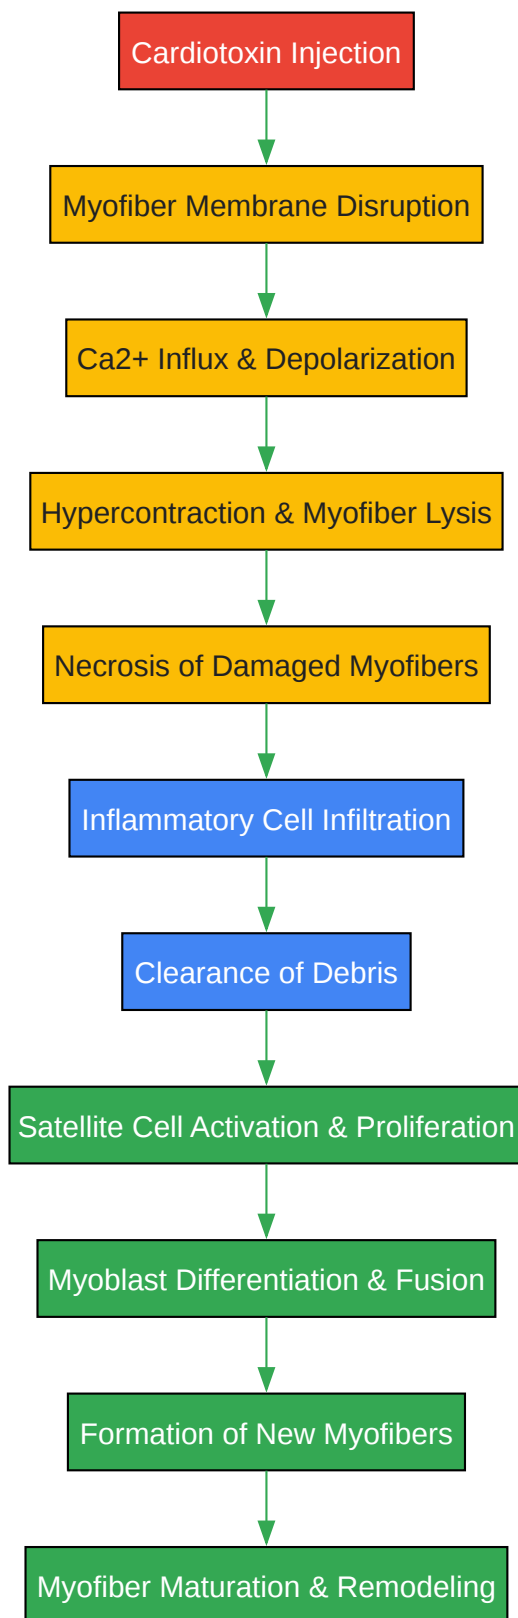 Cardiotoxin Injection
Myofiber Membrane Disruption
Ca2+ Influx & Depolarization
Hypercontraction & Myofiber Lysis
Necrosis of Damaged Myofibers
Inflammatory Cell Infiltration
Clearance of Debris
Satellite Cell Activation & Proliferation
Myoblast Differentiation & Fusion
Formation of New Myofibers
Myofiber Maturation & Remodeling